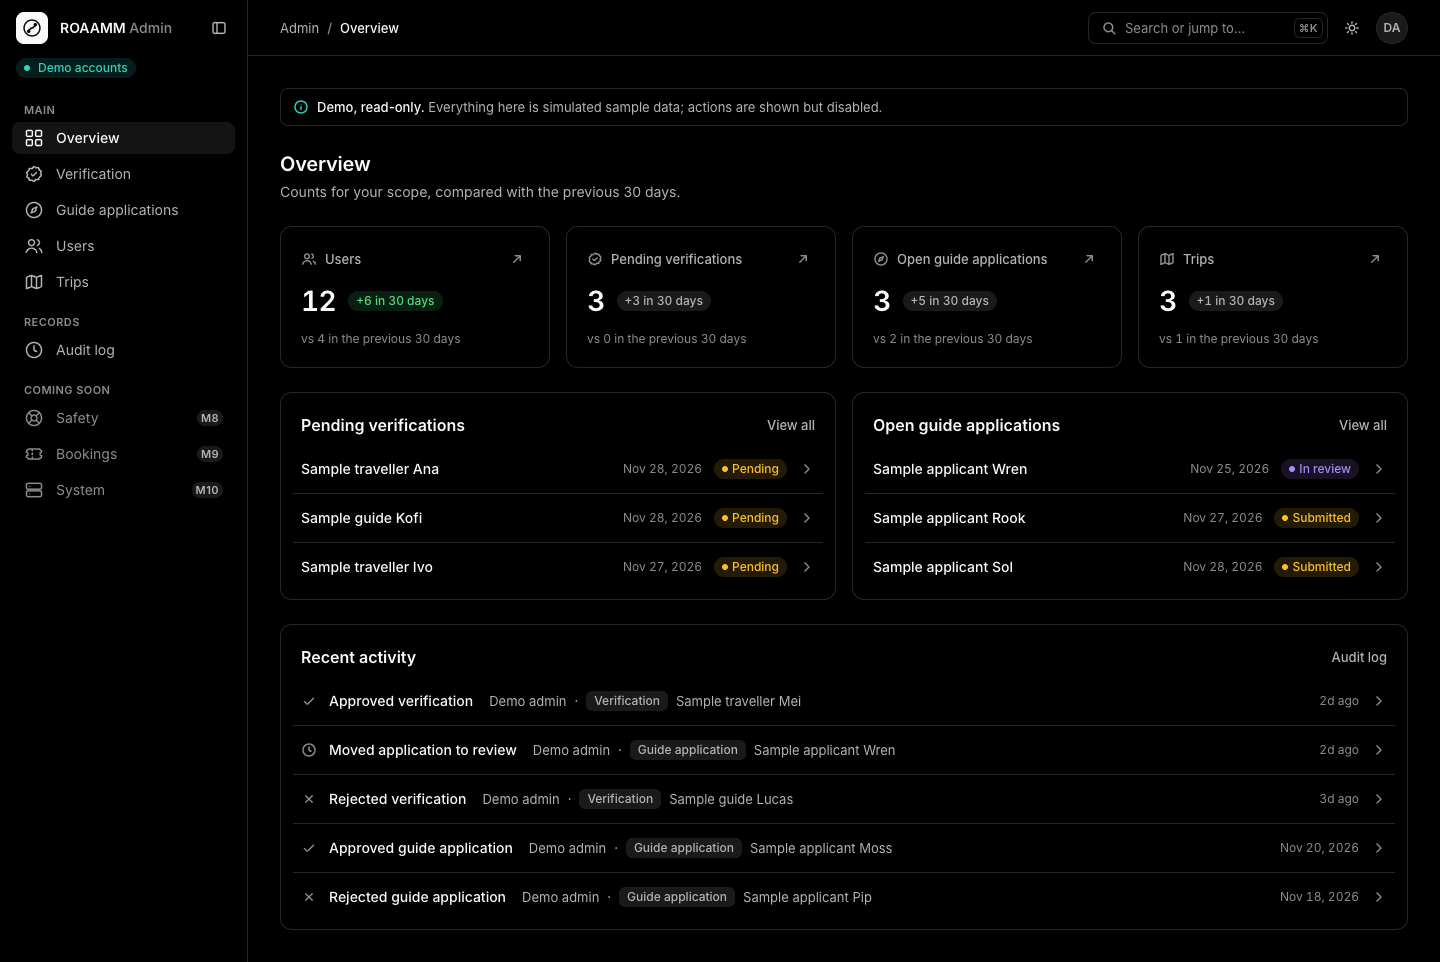 ROAAMM Admin
Demo accounts
MAIN
Overview
Verification
Guide applications
Users
Trips
RECORDS
Audit log
COMING SOON
Safety M8
Bookings M9
System M10
Admin / Overview
Search or jump to... ⌘K
DA
Demo, read-only. Everything here is simulated sample data; actions are shown but disabled.
Overview
Counts for your scope, compared with the previous 30 days.
Users
12 +6 in 30 days
vs 4 in the previous 30 days
Pending verifications
3 +3 in 30 days
vs 0 in the previous 30 days
Open guide applications
3 +5 in 30 days
vs 2 in the previous 30 days
Trips
3 +1 in 30 days
vs 1 in the previous 30 days
Pending verifications View all
Sample traveller Ana Nov 28, 2026 Pending
Sample guide Kofi Nov 28, 2026 Pending
Sample traveller Ivo Nov 27, 2026 Pending
Open guide applications View all
Sample applicant Wren Nov 25, 2026 In review
Sample applicant Rook Nov 27, 2026 Submitted
Sample applicant Sol Nov 28, 2026 Submitted
Recent activity Audit log
Approved verification Demo admin · Verification Sample traveller Mei 2d ago
Moved application to review Demo admin · Guide application Sample applicant Wren 2d ago
Rejected verification Demo admin · Verification Sample guide Lucas 3d ago
Approved guide application Demo admin · Guide application Sample applicant Moss Nov 20, 2026
Rejected guide application Demo admin · Guide application Sample applicant Pip Nov 18, 2026